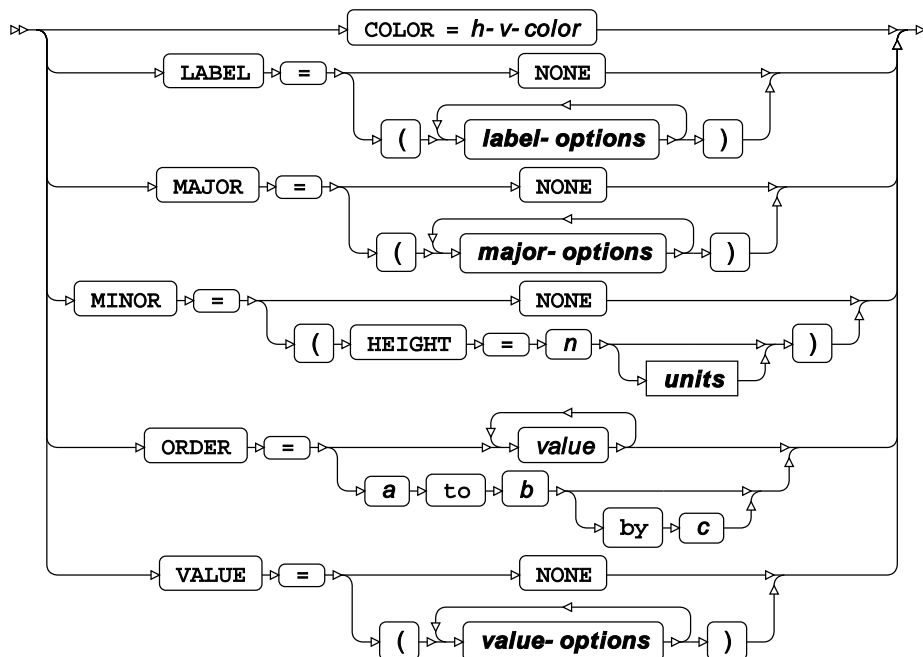 COLOR = h- v- color
LABEL = NONE
( label- options )
MAJOR = NONE
( major- options )
MINOR = NONE
( HEIGHT = n )
units
ORDER = value
a to b
by c
VALUE = NONE
( value- options )